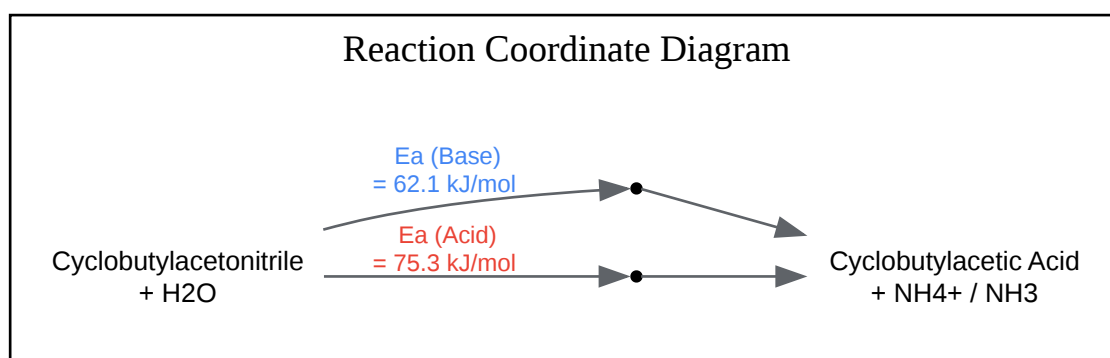 Reaction Coordinate Diagram
Ea (Base)
= 62.1 kJ/mol
Ea (Acid)
= 75.3 kJ/mol
Cyclobutylacetonitrile
+ H2O
Cyclobutylacetic Acid
+ NH4+ / NH3